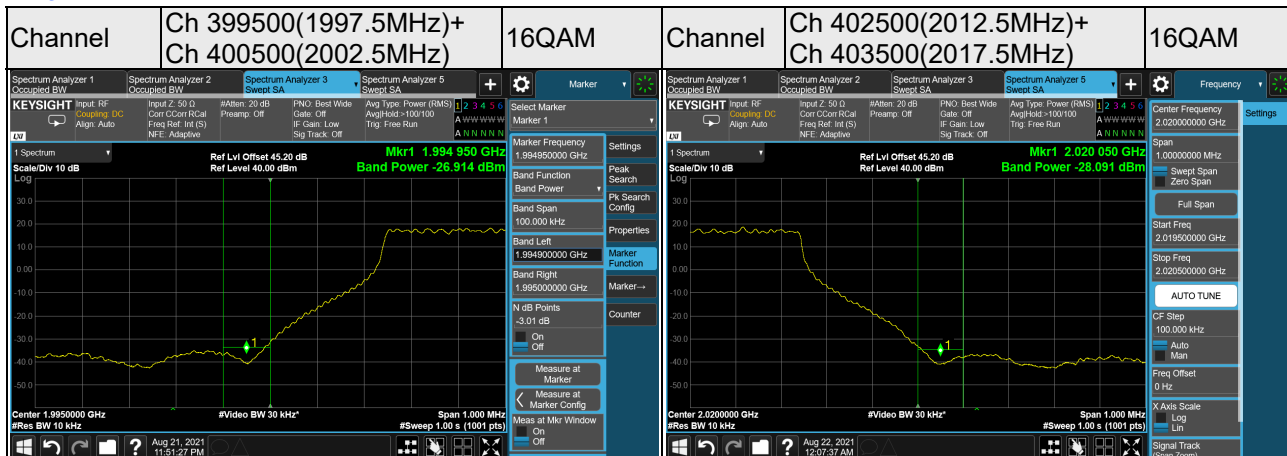 Channel
Ch 399500(1997.5MHz)+
Ch 400500(2002.5MHz)
16QAM
Spectrum Analyzer 1
Occupied BW
Spectrum Analyzer 2
Occupied BW
Spectrum Analyzer 3
Swept SA
Spectrum Analyzer 5
Swept SA
+
Marker
KEYSIGHT
LXI
Input: RF
Coupling: DC
Align: Auto
Input Z: 50 Ω
Corr CCorr RCal
Freq Ref: Int (S)
NFE: Adaptive
#Atten: 20 dB
Preamp: Off
PNO: Best Wide
Gate: Off
IF Gain: Low
Sig Track: Off
Avg Type: Power (RMS)
Avg|Hold:>100/100
Trig: Free Run
1 2 3 4 5 6
A W W W W W
A N N N N N
1 Spectrum
Scale/Div 10 dB
Log
Ref Lvl Offset 45.20 dB
Ref Level 40.00 dBm
Mkr1 1.994 950 GHz
Band Power -26.914 dBm
30.0
20.0
10.0
0.00
-10.0
-20.0
-30.0
-40.0
-50.0
1
Center 1.9950000 GHz
#Res BW 10 kHz
#Video BW 30 kHz*
Span 1.000 MHz
#Sweep 1.00 s (1001 pts)
Select Marker
Marker 1
Marker Frequency
1.994950000 GHz
Band Function
Band Power
Band Span
100.000 kHz
Band Left
1.994900000 GHz
Band Right
1.995000000 GHz
N dB Points
-3.01 dB
On
Off
Measure at
Marker
Measure at
Marker Config
Meas at Mkr Window
On
Off
Settings
Peak
Search
Pk Search
Config
Properties
Marker
Function
Marker→
Counter
?
Aug 21, 2021
11:51:27 PM
Channel
Ch 402500(2012.5MHz)+
Ch 403500(2017.5MHz)
16QAM
Spectrum Analyzer 1
Occupied BW
Spectrum Analyzer 2
Occupied BW
Spectrum Analyzer 3
Swept SA
Spectrum Analyzer 5
Swept SA
+
Frequency
KEYSIGHT
LXI
Input: RF
Coupling: DC
Align: Auto
Input Z: 50 Ω
Corr CCorr RCal
Freq Ref: Int (S)
NFE: Adaptive
#Atten: 20 dB
Preamp: Off
PNO: Best Wide
Gate: Off
IF Gain: Low
Sig Track: Off
Avg Type: Power (RMS)
Avg|Hold:>100/100
Trig: Free Run
1 2 3 4 5 6
A W W W W W
A N N N N N
1 Spectrum
Scale/Div 10 dB
Log
Ref Lvl Offset 45.20 dB
Ref Level 40.00 dBm
Mkr1 2.020 050 GHz
Band Power -28.091 dBm
30.0
20.0
10.0
0.00
-10.0
-20.0
-30.0
-40.0
-50.0
1
Center 2.0200000 GHz
#Res BW 10 kHz
#Video BW 30 kHz*
Span 1.000 MHz
#Sweep 1.00 s (1001 pts)
Center Frequency
2.020000000 GHz
Span
1.00000000 MHz
Swept Span
Zero Span
Full Span
Start Freq
2.019500000 GHz
Stop Freq
2.020500000 GHz
AUTO TUNE
CF Step
100.000 kHz
Auto
Man
Freq Offset
0 Hz
X Axis Scale
Log
Lin
Signal Track
(Span Zoom)
Settings
?
Aug 22, 2021
12:07:37 AM